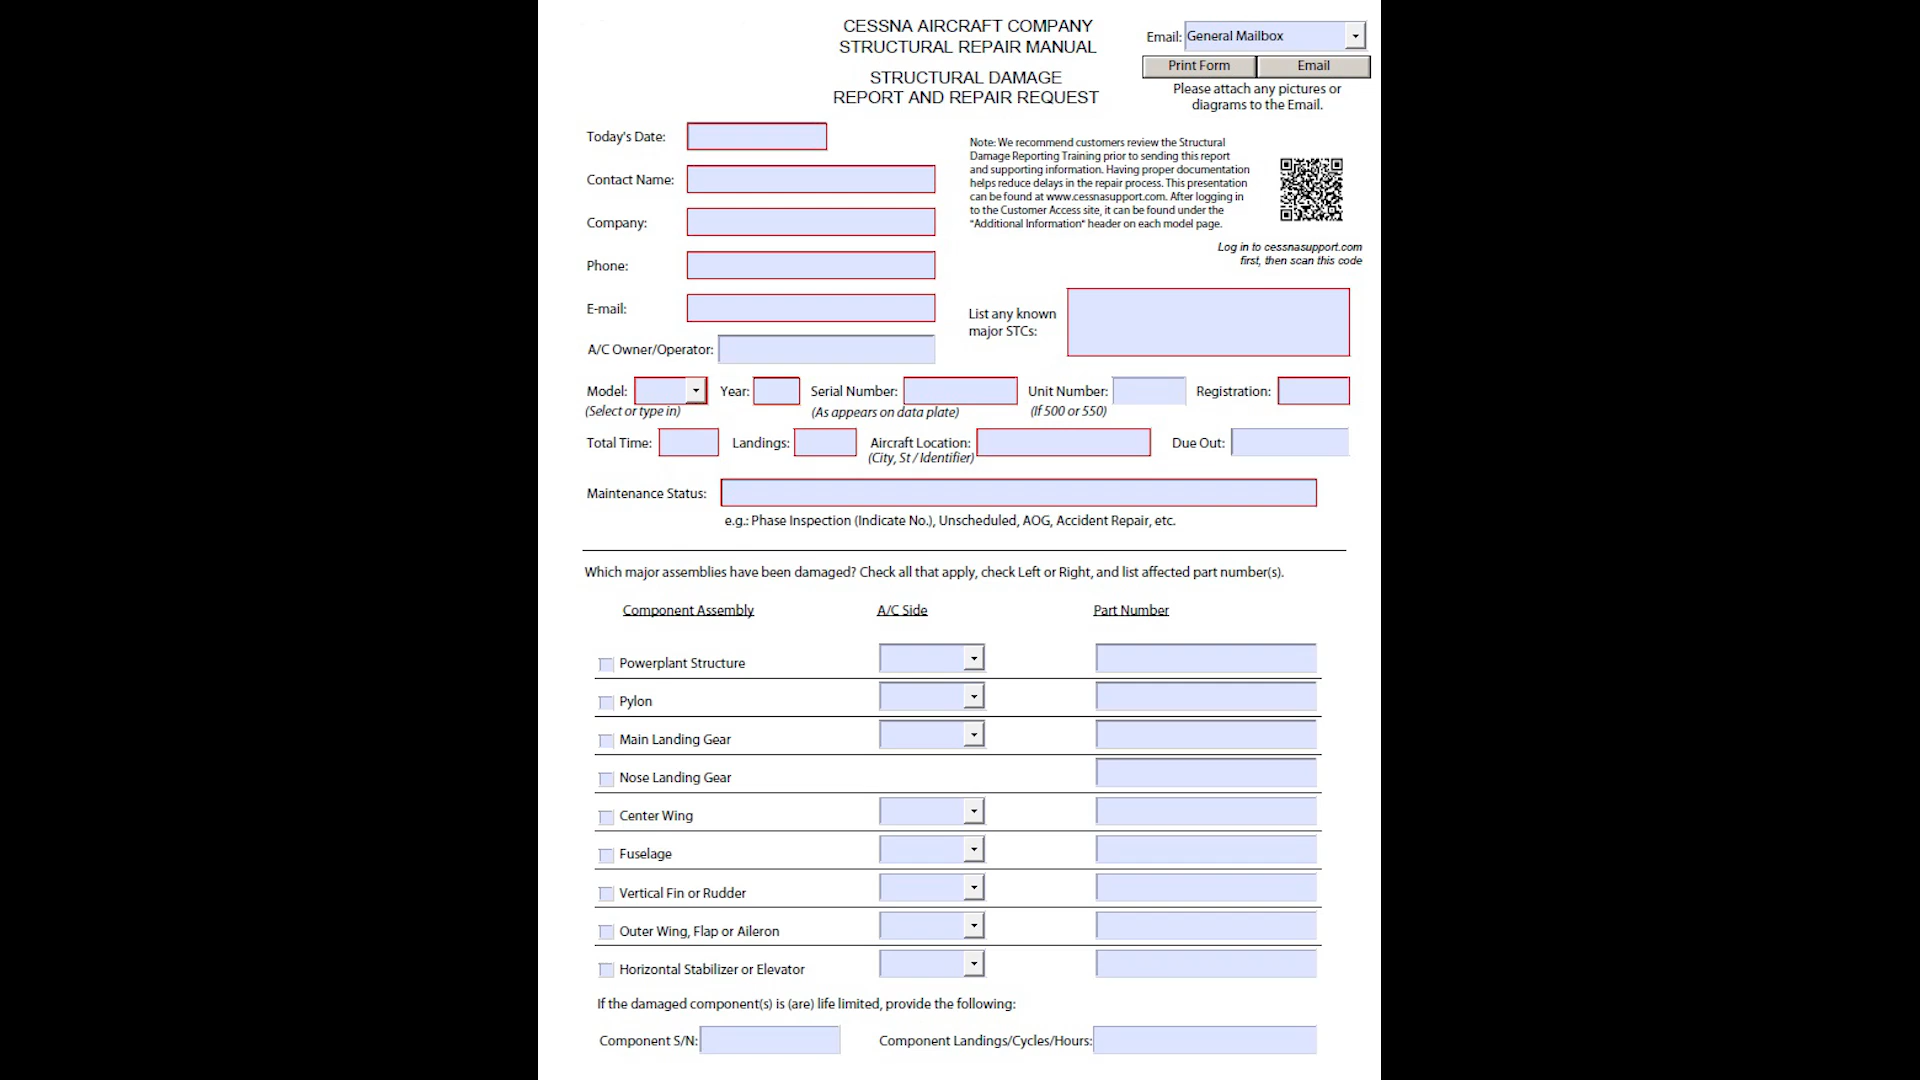 CESSNA AIRCRAFT COMPANY
STRUCTURAL REPAIR MANUAL
STRUCTURAL DAMAGE
REPORT AND REPAIR REQUEST
Email: General Mailbox
Print Form Email
Please attach any pictures or
diagrams to the Email.
Today's Date:
Contact Name:
Company:
Phone:
E-mail:
A/C Owner/Operator:
Note: We recommend customers review the Structural
Damage Reporting Training prior to sending this report
and supporting information. Having proper documentation
helps reduce delays in the repair process. This presentation
can be found at www.cessnasupport.com. After logging in
to the Customer Access site, it can be found under the
"Additional Information" header on each model page.
Log in to cessnasupport.com
first, then scan this code
List any known
major STCs:
Model: Year: Serial Number: Unit Number: Registration:
(Select or type in) (As appears on data plate) (If 500 or 550)
Total Time: Landings: Aircraft Location: Due Out:
(City, St / Identifier)
Maintenance Status:
e.g.: Phase Inspection (Indicate No.), Unscheduled, AOG, Accident Repair, etc.
Which major assemblies have been damaged? Check all that apply, check Left or Right, and list affected part number(s).
Component Assembly A/C Side Part Number
Powerplant Structure
Pylon
Main Landing Gear
Nose Landing Gear
Center Wing
Fuselage
Vertical Fin or Rudder
Outer Wing, Flap or Aileron
Horizontal Stabilizer or Elevator
If the damaged component(s) is (are) life limited, provide the following:
Component S/N: Component Landings/Cycles/Hours: